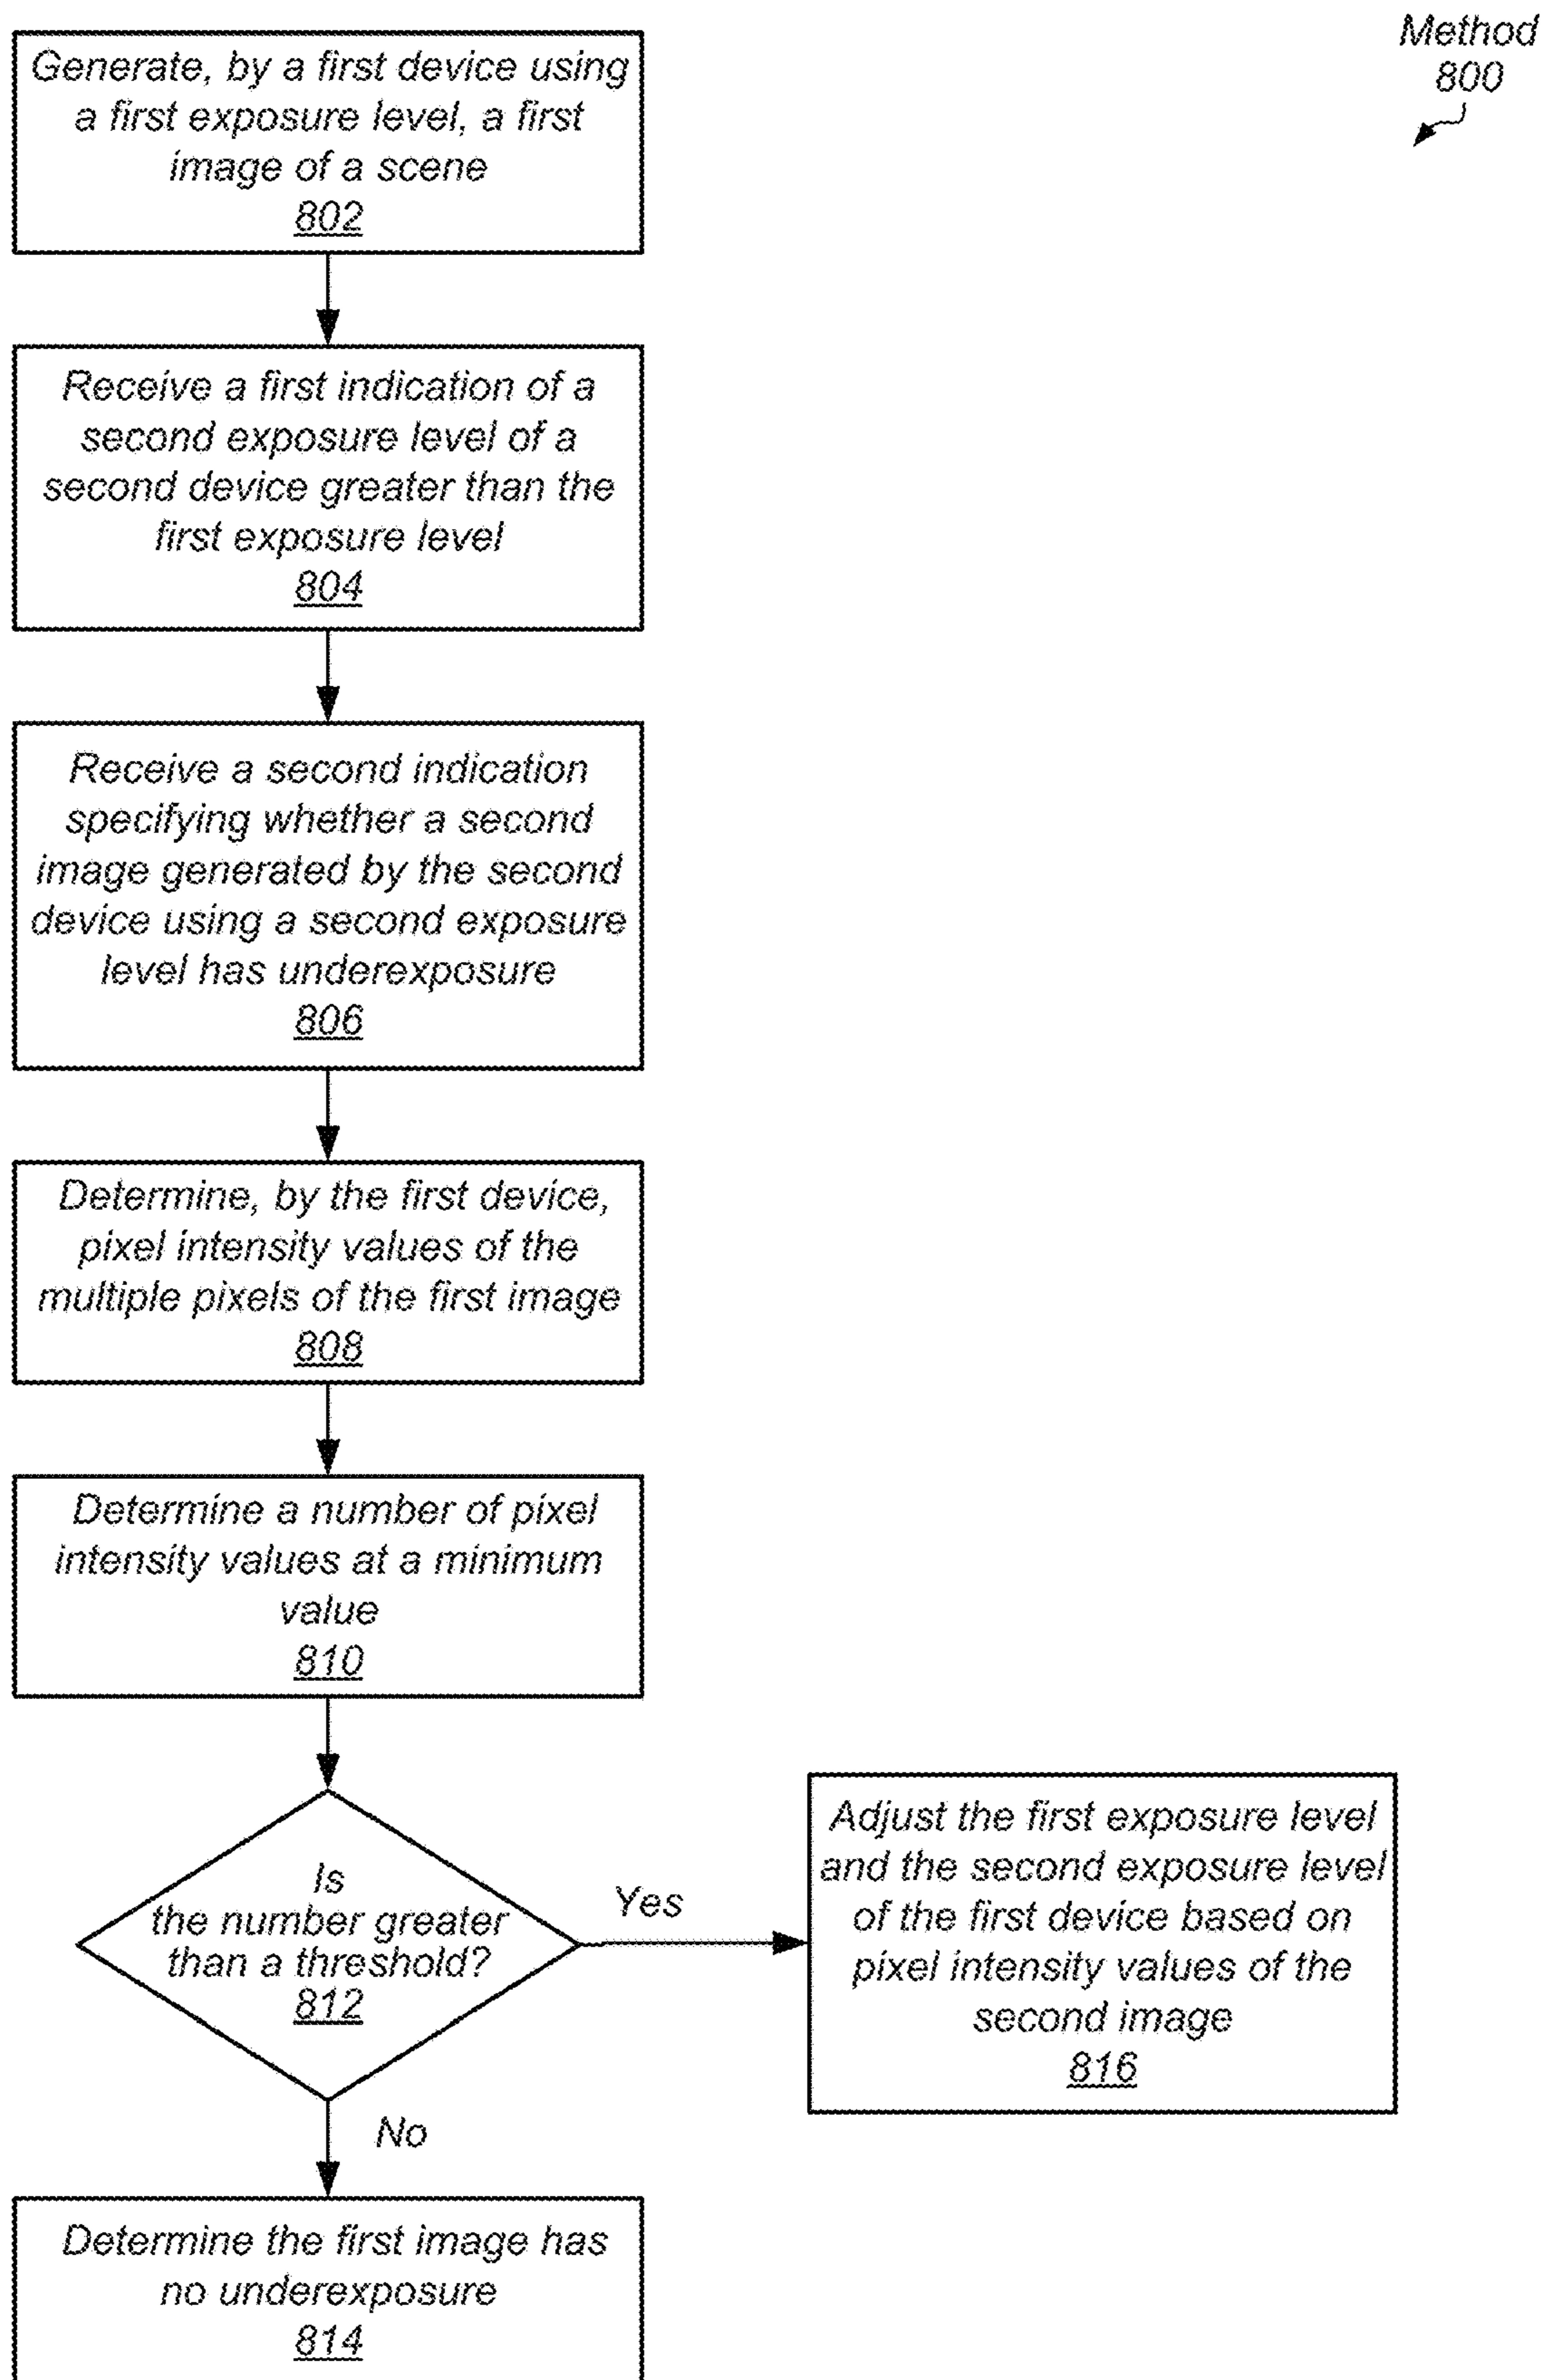 Method
800
Generate, by a first device using
a first exposure level, a first
image of a scene
802
Receive a first indication of a
second exposure level of a
second device greater than the
first exposure level
804
Receive a second indication
specifying whether a second
image generated by the second
device using a second exposure
level has underexposure
806
Determine, by the first device,
pixel intensity values of the
multiple pixels of the first image
808
Determine a number of pixel
intensity values at a minimum
value
810
Is
the number greater
than a threshold?
812
Yes
Adjust the first exposure level
and the second exposure level
of the first device based on
pixel intensity values of the
second image
816
No
Determine the first image has
no underexposure
814